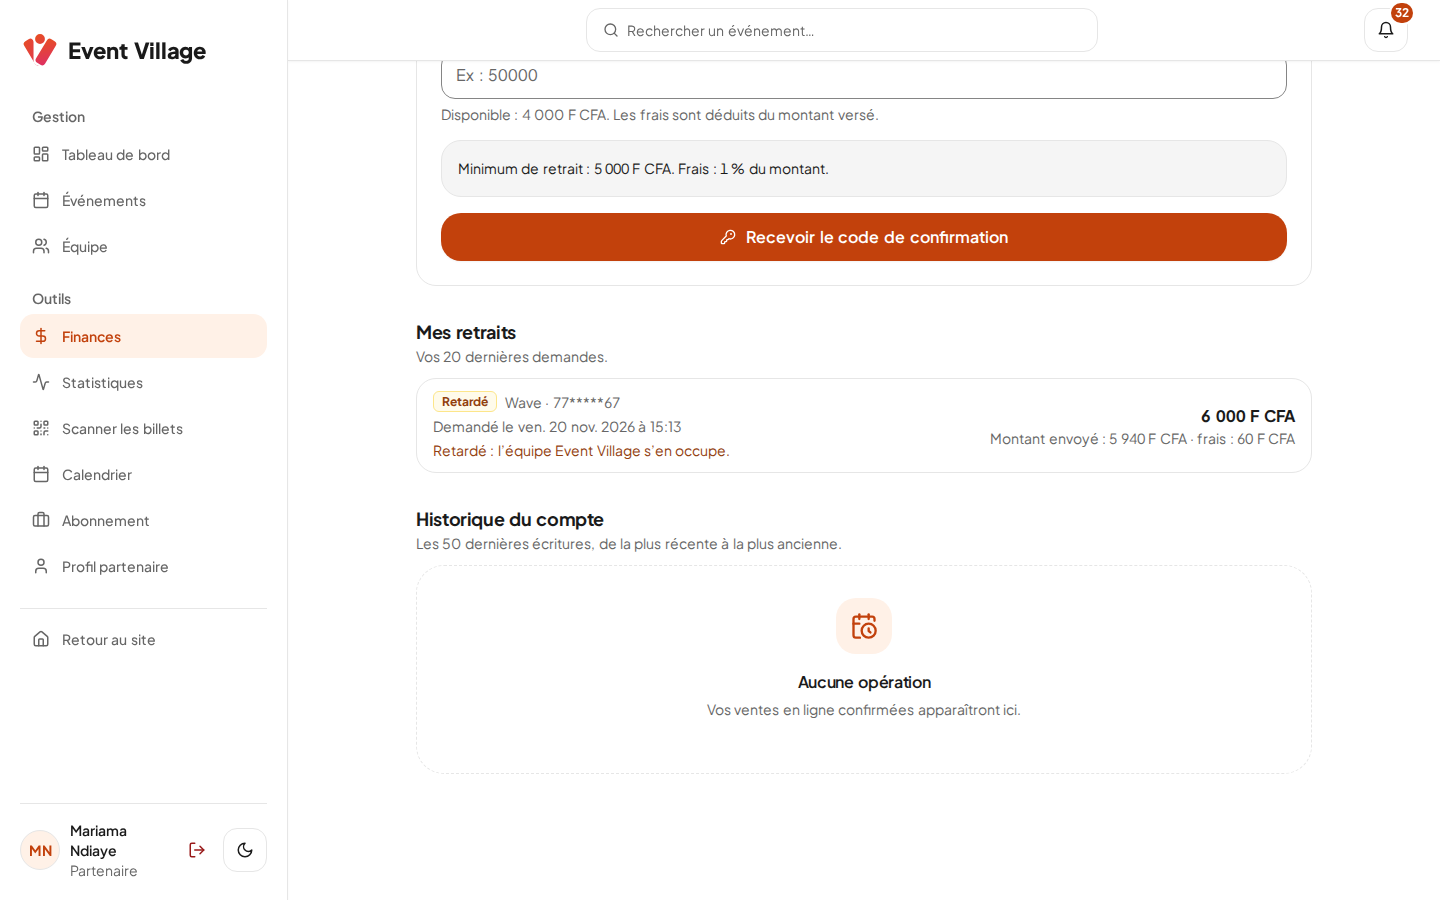 Event Village
Gestion
Tableau de bord
Événements
Équipe
Outils
Finances
Statistiques
Scanner les billets
Calendrier
Abonnement
Profil partenaire
Retour au site
MN
Mariama
Ndiaye
Partenaire
Rechercher un événement...
32
Ex : 50000
Disponible : 4 000 F CFA. Les frais sont déduits du montant versé.
Minimum de retrait : 5 000 F CFA. Frais : 1 % du montant.
Recevoir le code de confirmation
Mes retraits
Vos 20 dernières demandes.
Retardé Wave · 77*****67
Demandé le ven. 20 nov. 2026 à 15:13
Retardé : l'équipe Event Village s'en occupe.
6 000 F CFA
Montant envoyé : 5 940 F CFA · frais : 60 F CFA
Historique du compte
Les 50 dernières écritures, de la plus récente à la plus ancienne.
Aucune opération
Vos ventes en ligne confirmées apparaîtront ici.